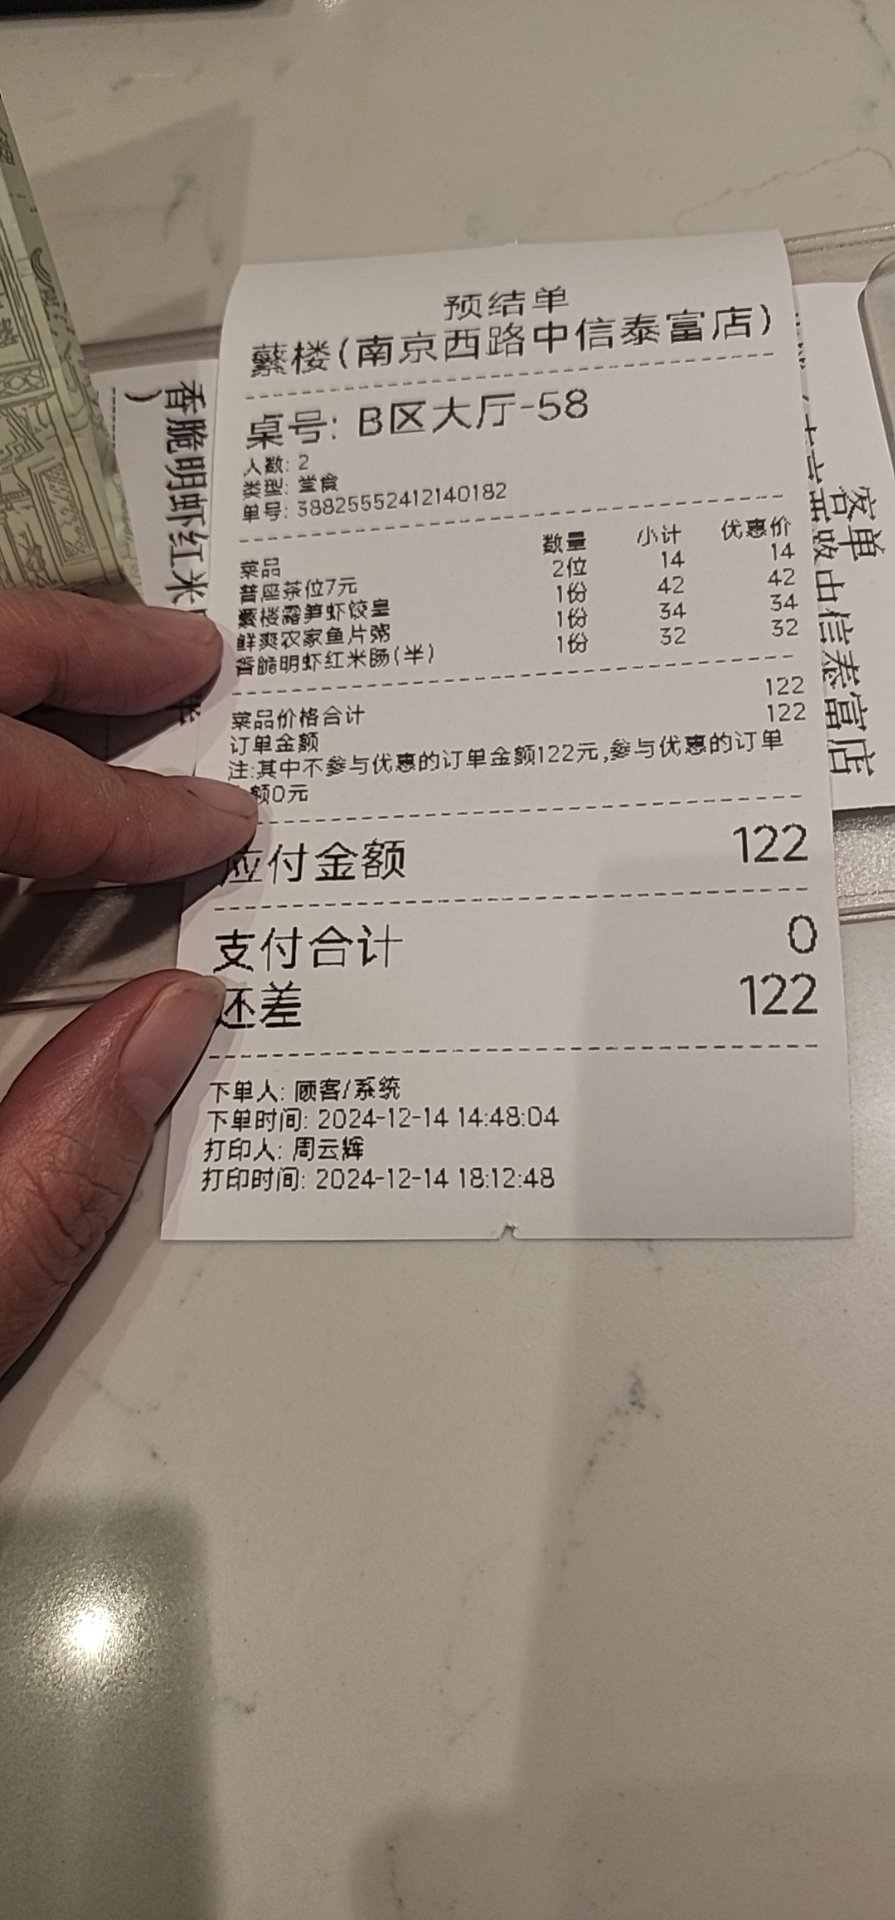 预结单
蘩楼(南京西路中信泰富店)
桌号: B区大厅-58
人数: 2
类型: 堂食
单号: 38825552412140182
菜品 数量 小计 优惠价
普座茶位7元 2位 14 14
蘩楼露笋虾饺皇 1份 42 42
鲜爽农家鱼片粥 1份 34 34
香脆明虾红米肠(半) 1份 32 32
菜品价格合计 122
订单金额 122
注:其中不参与优惠的订单金额122元,参与优惠的订单
额0元
应付金额 122
支付合计 0
还差 122
下单人: 顾客/系统
下单时间: 2024-12-14 14:48:04
打印人: 周云辉
打印时间: 2024-12-14 18:12:48
香脆明虾红米
半
)
客单
中信泰富店